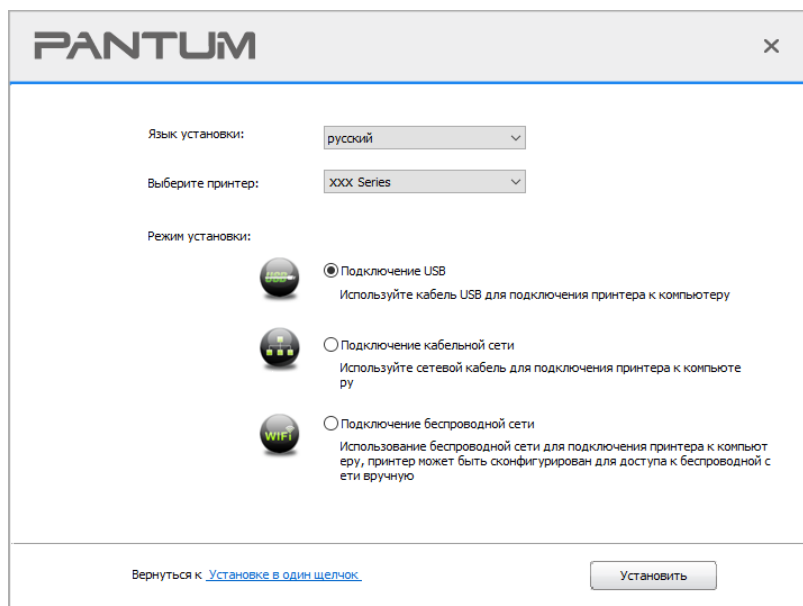 PANTUM
Язык установки:
русский
Выберите принтер:
XXX Series
Режим установки:
USB
Подключение USB
Используйте кабель USB для подключения принтера к компьютеру
Подключение кабельной сети
Используйте сетевой кабель для подключения принтера к компьюте
ру
WIFI
Подключение беспроводной сети
Использование беспроводной сети для подключения принтера к компьют
еру, принтер может быть сконфигурирован для доступа к беспроводной с
ети вручную
Вернуться к Установке в один щелчок
Установить